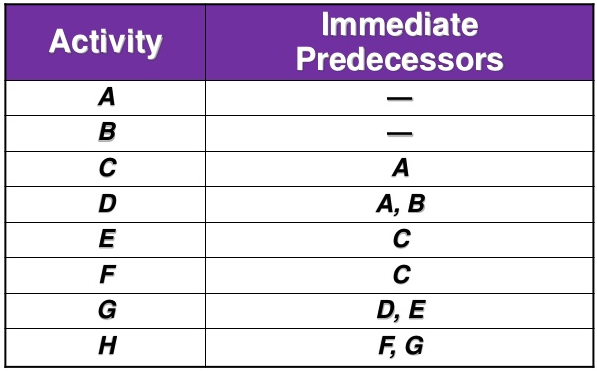 Activity Immediate Predecessors
A —
B —
C A
D A, B
E C
F C
G D, E
H F, G